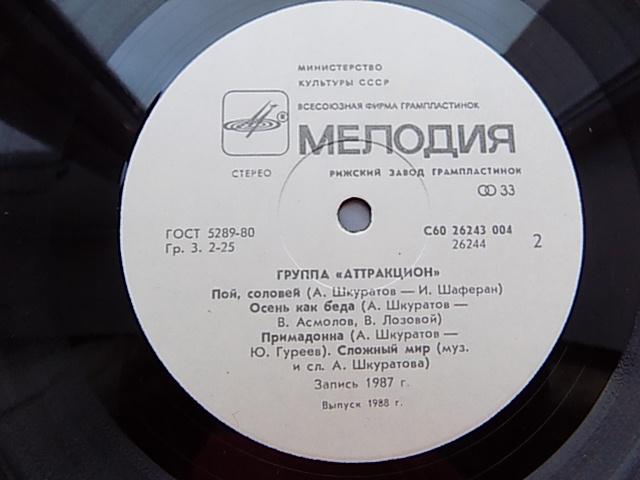 МИНИСТЕРСТВО
КУЛЬТУРЫ СССР
ВСЕСОЮЗНАЯ ФИРМА ГРАМПЛАСТИНОК
МЕЛОДИЯ
®
СТЕРЕО
РИЖСКИЙ ЗАВОД ГРАМПЛАСТИНОК
33
ГОСТ 5289-80
Гр. 3. 2-25
С60 26243 004
26244
2
ГРУППА «АТТРАКЦИОН»
Пой, соловей (А. Шкуратов — И. Шаферан)
Осень как беда (А. Шкуратов —
В. Асмолов, В. Лозовой)
Примадонна (А. Шкуратов —
Ю. Гуреев). Сложный мир (муз.
и сл. А. Шкуратова)
Запись 1987 г.
Выпуск 1988 г.